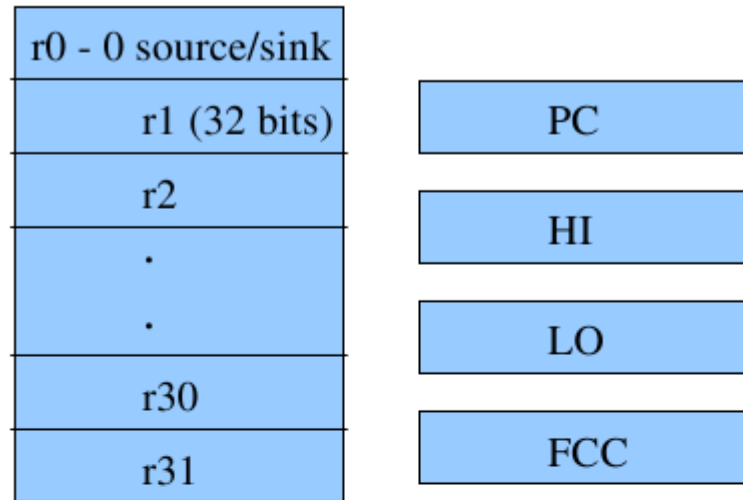 r0 - 0 source/sink
r1 (32 bits)
r2
.
.
r30
r31
PC
HI
LO
FCC